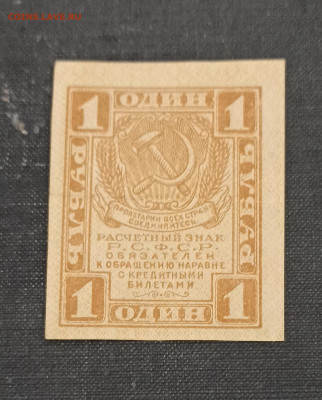 1 ОДИН 1
РУБЛЬ
РУБЛЬ
ПРОЛЕТАРИИ ВСЕХ СТРАН
СОЕДИНЯЙТЕСЬ
РАСЧЕТНЫЙ ЗНАК
Р.С.Ф.С.Р.
ОБЯЗАТЕЛЕН
К ОБРАЩЕНИЮ НАРАВНЕ
С КРЕДИТНЫМИ
БИЛЕТАМИ
1 ОДИН 1